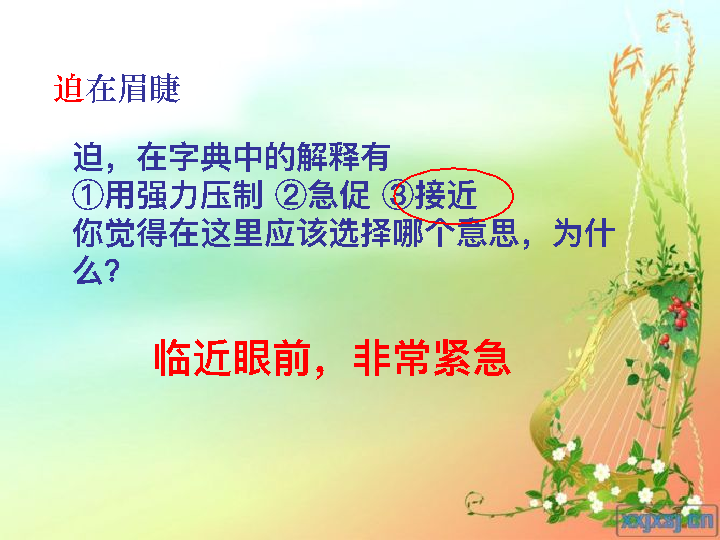 迫在眉睫
迫，在字典中的解释有
①用强力压制 ②急促 ③接近
你觉得在这里应该选择哪个意思，为什
么？
临近眼前，非常紧急